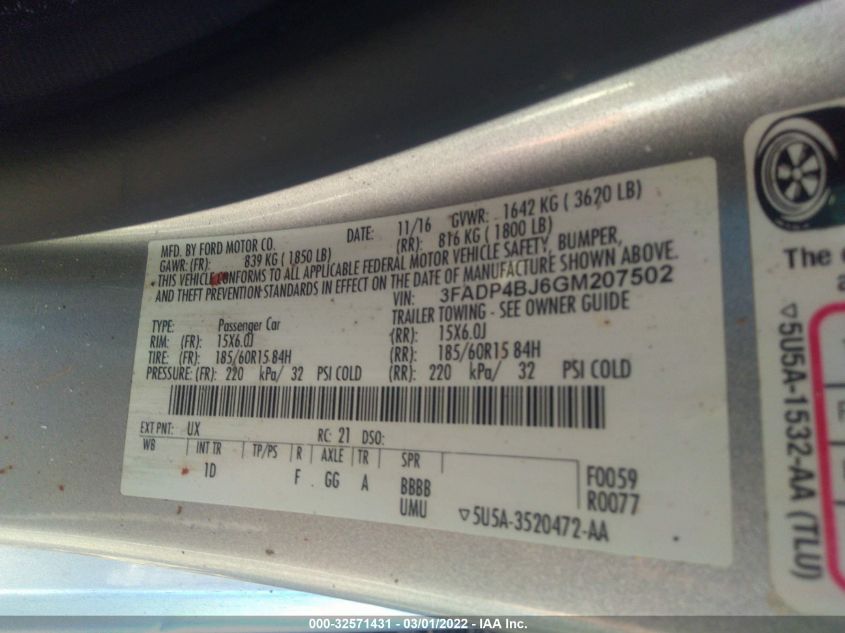 MFD. BY FORD MOTOR CO.
DATE: 11/16 GVWR: 1642 KG ( 3620 LB)
GAWR: (FR): 839 KG ( 1850 LB) (RR): 816 KG ( 1800 LB)
THIS VEHICLE CONFORMS TO ALL APPLICABLE FEDERAL MOTOR VEHICLE SAFETY, BUMPER,
AND THEFT PREVENTION STANDARDS IN EFFECT ON THE DATE OF MANUFACTURE SHOWN ABOVE.
VIN: 3FADP4BJ6GM207502
TYPE: Passenger Car TRAILER TOWING - SEE OWNER GUIDE
RIM: (FR): 15X6.0J (RR): 15X6.0J
TIRE: (FR): 185/60R15 84H (RR): 185/60R15 84H
PRESSURE: (FR): 220 kPa/ 32 PSI COLD (RR): 220 kPa/ 32 PSI COLD
EXT PNT: UX RC: 21 DSO:
WB INT TR TP/PS R AXLE TR SPR
1D F GG A BBBB F0059
UMU R0077
▽5U5A-3520472-AA
The
▽5U5A-1532-AA (TLU)
000-32571431 - 03/01/2022 - IAA Inc.